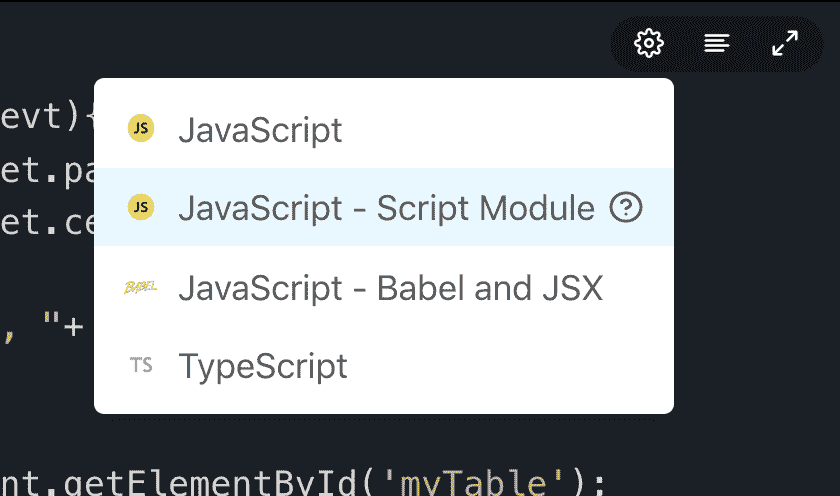 evt){
JS JavaScript
et.pa
JS JavaScript - Script Module ?
et.ce
BABEL JavaScript - Babel and JSX
, "+
TS TypeScript
nt.getElementById('myTable');